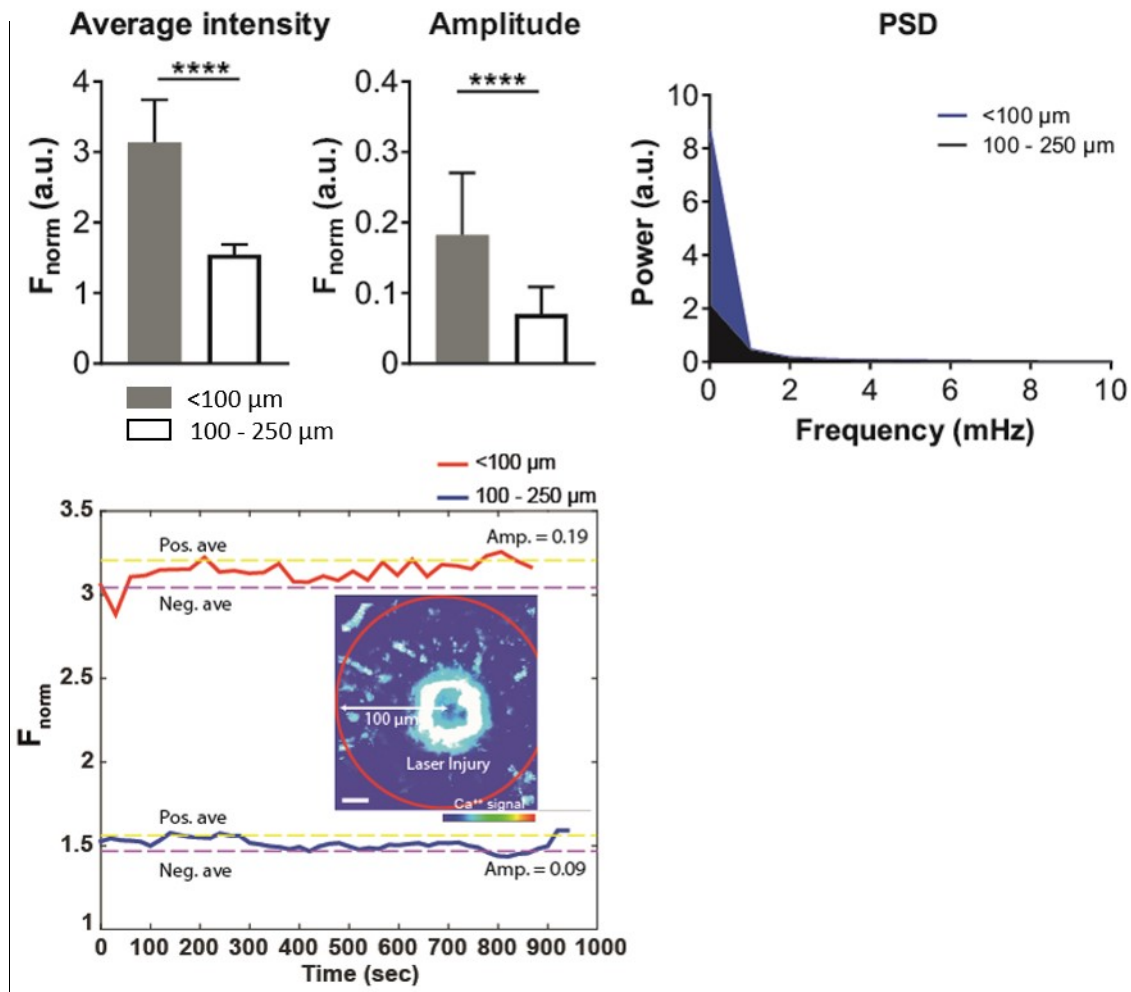 Average intensity
****
4
3
2
1
0
F_norm (a.u.)
<100 µm
100 - 250 µm
Amplitude
****
0.4
0.3
0.2
0.1
0
F_norm (a.u.)
PSD
10
8
6
4
2
0
Power (a.u.)
<100 µm
100 - 250 µm
0 2 4 6 8 10
Frequency (mHz)
<100 µm
100 - 250 µm
3.5
3
2.5
2
1.5
1
F_norm
Pos. ave
Amp. = 0.19
Neg. ave
100 µm
Laser Injury
Ca⁺⁺ signal
Pos. ave
Neg. ave
Amp. = 0.09
0 100 200 300 400 500 600 700 800 900 1000
Time (sec)